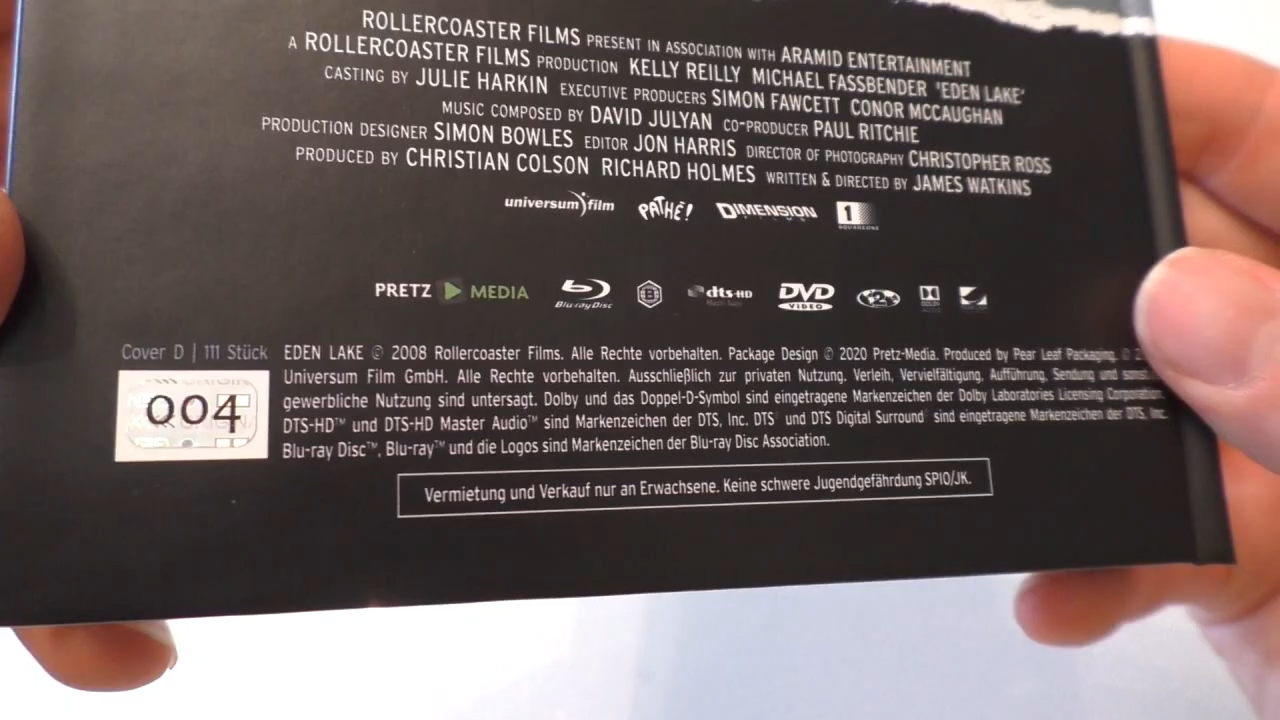 ROLLERCOASTER FILMS PRESENT IN ASSOCIATION WITH ARAMID ENTERTAINMENT
A ROLLERCOASTER FILMS PRODUCTION KELLY REILLY MICHAEL FASSBENDER 'EDEN LAKE'
CASTING BY JULIE HARKIN EXECUTIVE PRODUCERS SIMON FAWCETT CONOR MCCAUGHAN
MUSIC COMPOSED BY DAVID JULYAN CO-PRODUCER PAUL RITCHIE
PRODUCTION DESIGNER SIMON BOWLES EDITOR JON HARRIS DIRECTOR OF PHOTOGRAPHY CHRISTOPHER ROSS
PRODUCED BY CHRISTIAN COLSON RICHARD HOLMES WRITTEN & DIRECTED BY JAMES WATKINS
universum film PATHE! DIMENSION 1 SQUAREONE
PRETZ MEDIA Blu-ray Disc B dts-HD DVD VIDEO
Cover D | 111 Stück
004
EDEN LAKE © 2008 Rollercoaster Films. Alle Rechte vorbehalten. Package Design © 2020 Pretz-Media. Produced by Pear Leaf Packaging. ©
Universum Film GmbH. Alle Rechte vorbehalten. Ausschließlich zur privaten Nutzung. Verleih, Vervielfältigung, Aufführung, Sendung und
gewerbliche Nutzung sind untersagt. Dolby und das Doppel-D-Symbol sind eingetragene Markenzeichen der Dolby Laboratories Licensing Corporation.
DTS-HD™ und DTS-HD Master Audio™ sind Markenzeichen der DTS, Inc. DTS und DTS Digital Surround sind eingetragene Markenzeichen der DTS, Inc.
Blu-ray Disc™, Blu-ray™ und die Logos sind Markenzeichen der Blu-ray Disc Association.
Vermietung und Verkauf nur an Erwachsene. Keine schwere Jugendgefährdung SPIO/JK.